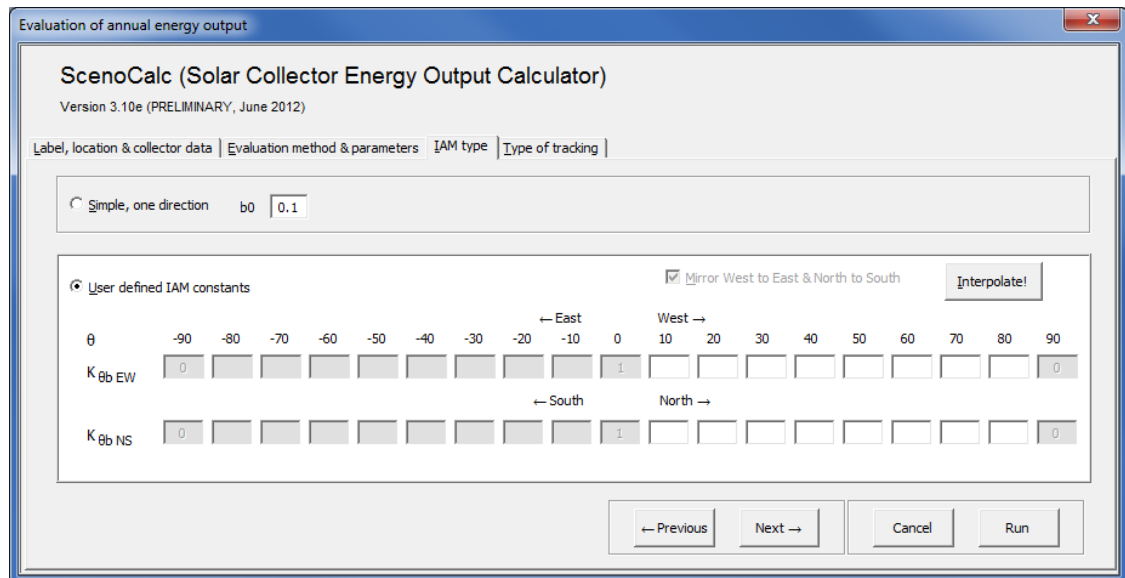 Evaluation of annual energy output
x
ScenoCalc (Solar Collector Energy Output Calculator)
Version 3.10e (PRELIMINARY, June 2012)
Label, location & collector data Evaluation method & parameters IAM type Type of tracking
Simple, one direction b0 0.1
User defined IAM constants Mirror West to East & North to South Interpolate!
← East West →
θ -90 -80 -70 -60 -50 -40 -30 -20 -10 0 10 20 30 40 50 60 70 80 90
K θb EW 0 1 0
← South North →
K θb NS 0 1 0
← Previous Next → Cancel Run